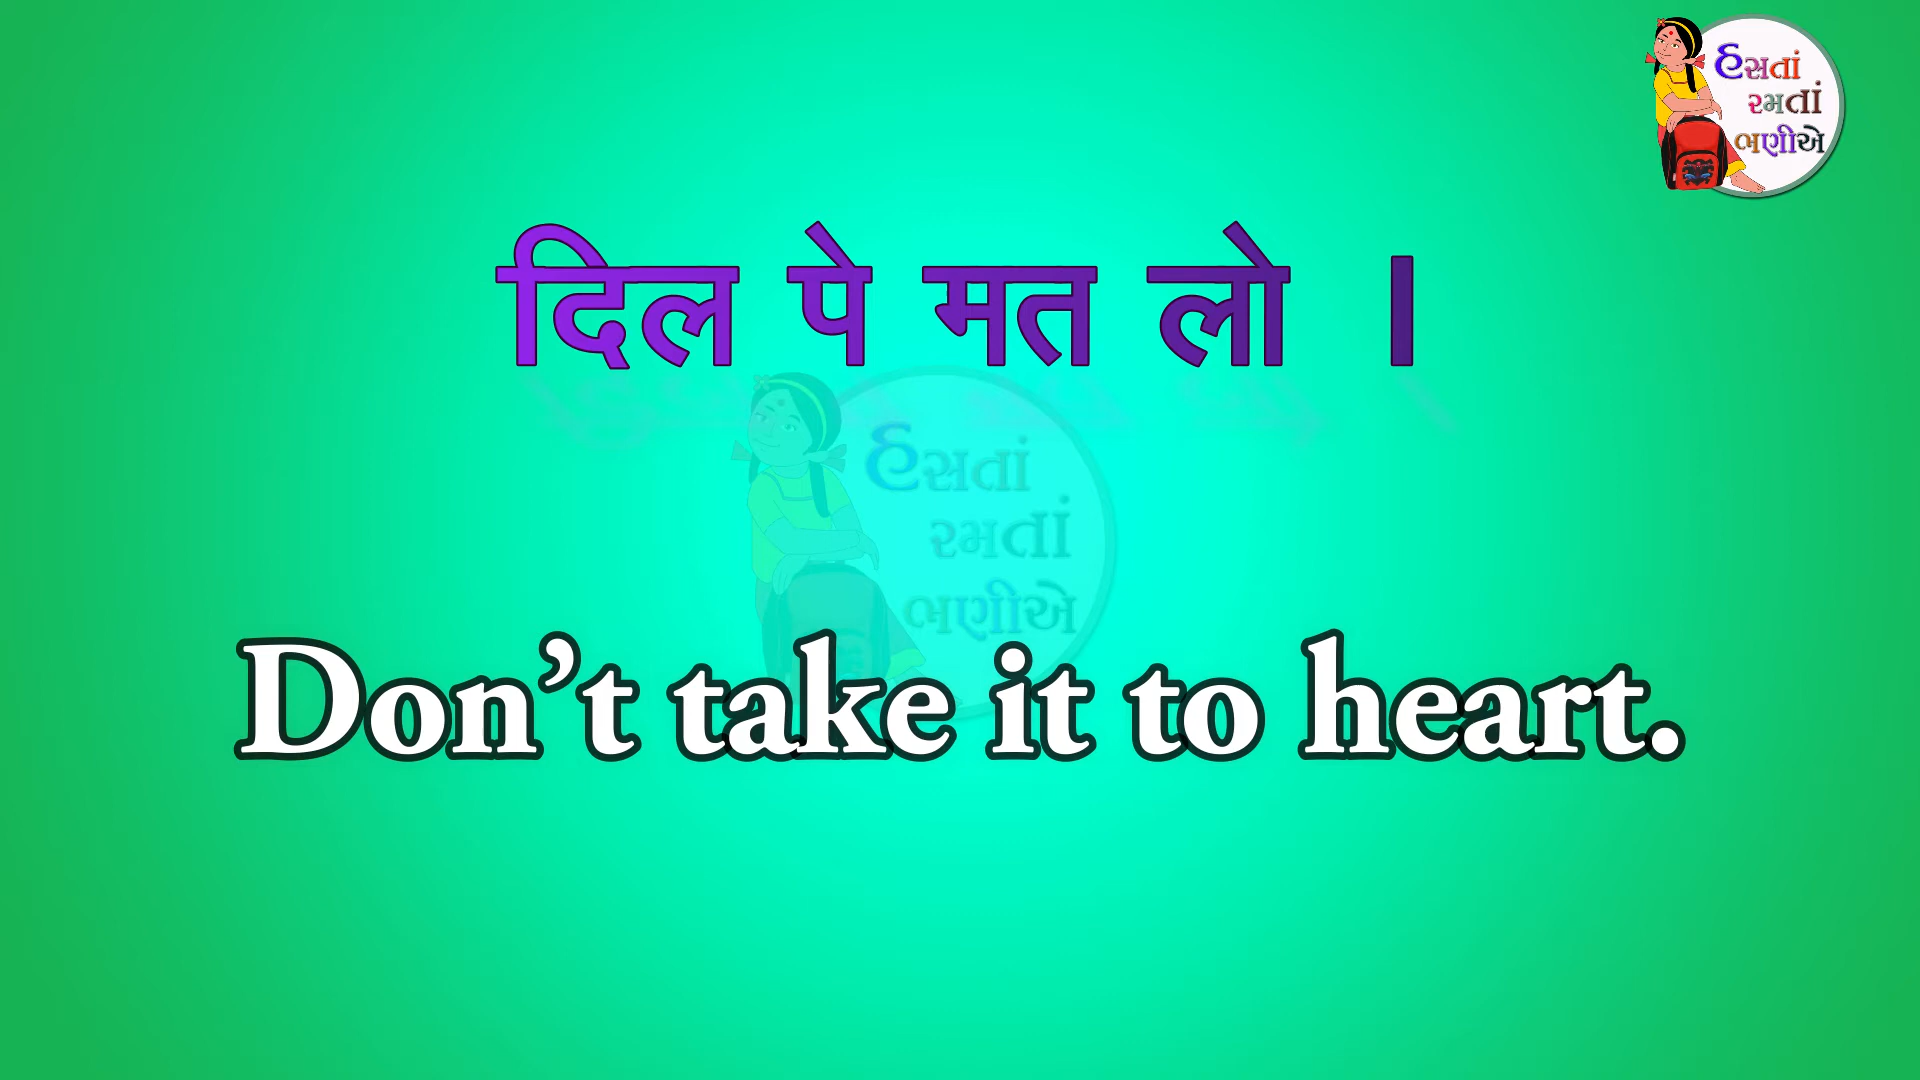 હસતાં
રમતાં
ભણીએ
दिल पे मत लो ।
હસતાં
રમતાં
ભણીએ
Don’t take it to heart.